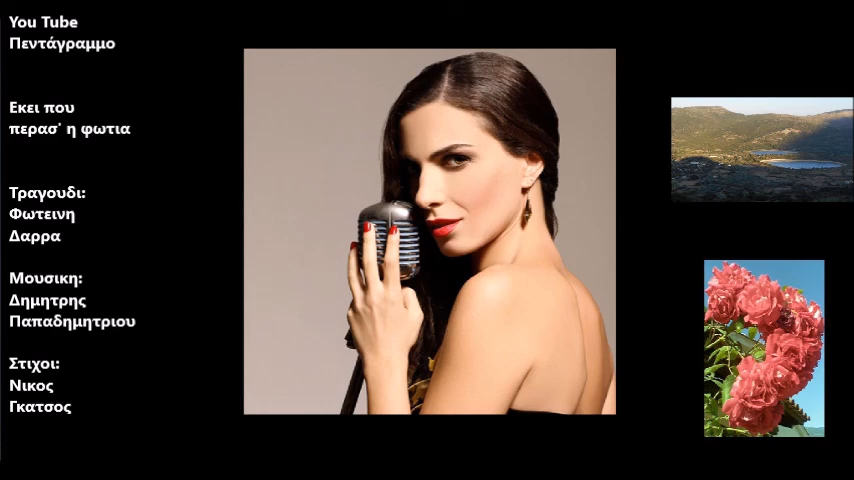 You Tube
Πεντάγραμμο
Εκει που
περασ' η φωτια
Τραγουδι:
Φωτεινη
Δαρρα
Μουσικη:
Δημητρης
Παπαδημητριου
Στιχοι:
Νικος
Γκατσος